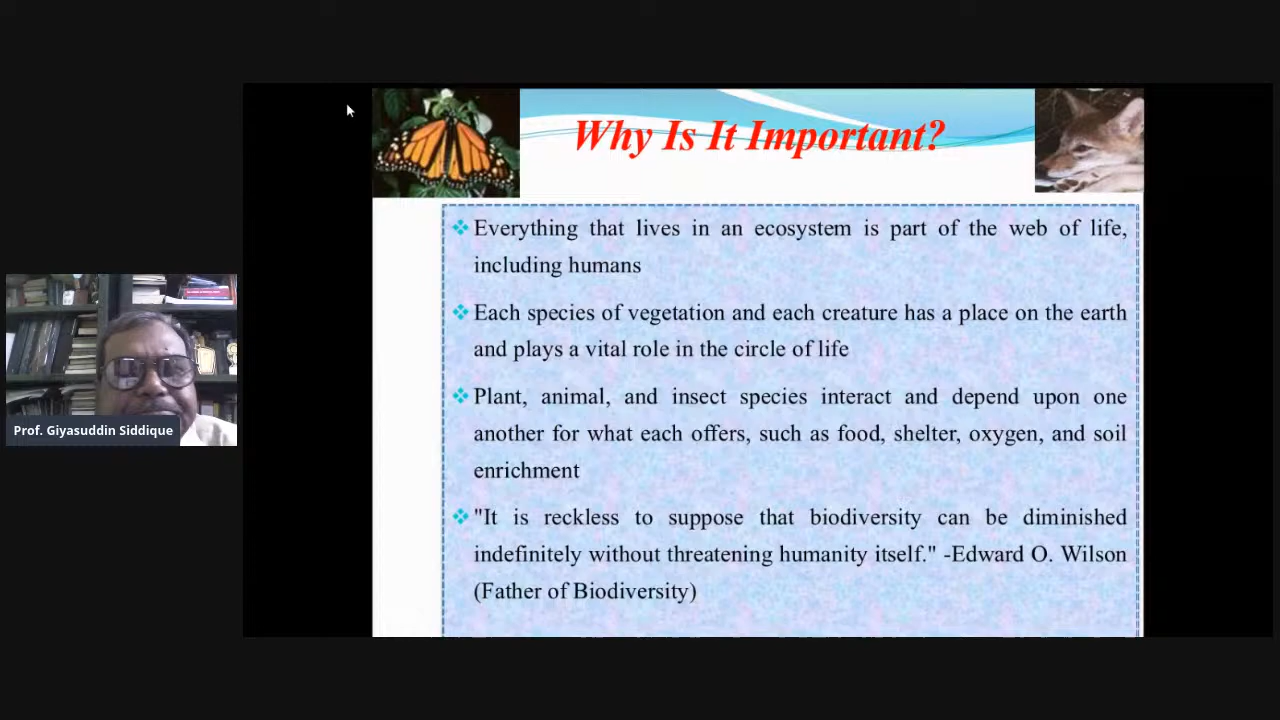 Why Is It Important?
Everything that lives in an ecosystem is part of the web of life,
including humans
Each species of vegetation and each creature has a place on the earth
and plays a vital role in the circle of life
Plant, animal, and insect species interact and depend upon one
another for what each offers, such as food, shelter, oxygen, and soil
enrichment
"It is reckless to suppose that biodiversity can be diminished
indefinitely without threatening humanity itself." -Edward O. Wilson
(Father of Biodiversity)
Prof. Giyasuddin Siddique